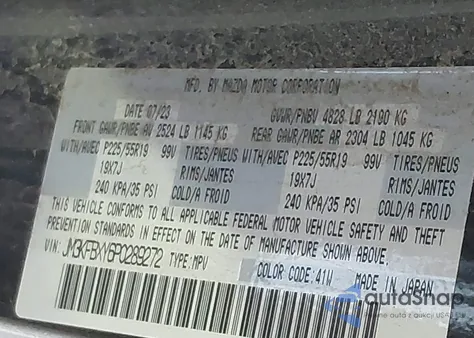 MFD. BY MAZDA MOTOR CORPORATION
DATE 07/23 GVWR/PNBV 4828 LB 2190 KG
FRONT GAWR/PNBE AV 2524 LB 1145 KG REAR GAWR/PNBE AR 2304 LB 1045 KG
WITH/AVEC P225/55R19 99V TIRES/PNEUS WITH/AVEC P225/55R19 99V TIRES/PNEUS
19X7J RIMS/JANTES 19X7J RIMS/JANTES
240 KPA/35 PSI COLD/A FROID 240 KPA/35 PSI COLD/A FROID
THIS VEHICLE CONFORMS TO ALL APPLICABLE FEDERAL MOTOR VEHICLE SAFETY AND THEFT
PREVENTION STANDARDS IN EFFECT ON THE DATE OF MANUFACTURE SHOWN ABOVE.
VIN: TYPE: MPV COLOR CODE: 41W MADE IN JAPAN
autoSnap